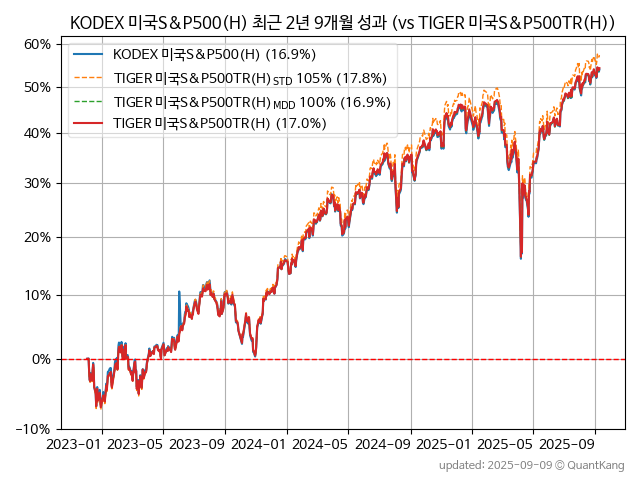 KODEX 미국S&P500(H) 최근 2년 9개월 성과 (vs TIGER 미국S&P500TR(H))
60%
50%
40%
30%
20%
10%
0%
−10%
KODEX 미국S&P500(H) (16.9%)
TIGER 미국S&P500TR(H) STD 105% (17.8%)
TIGER 미국S&P500TR(H) MDD 100% (16.9%)
TIGER 미국S&P500TR(H) (17.0%)
2023−01 2023−05 2023−09 2024−01 2024−05 2024−09 2025−01 2025−05 2025−09
updated: 2025-09-09 © QuantKang